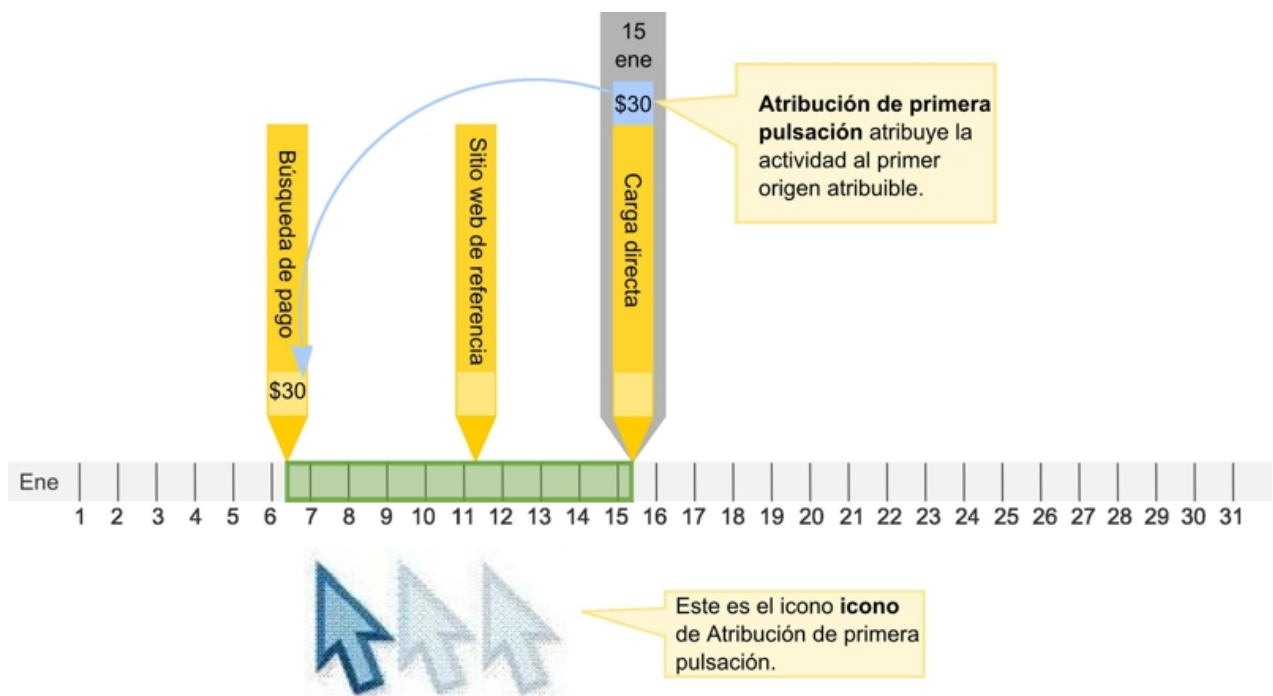 15
ene
$30
Atribución de primera
pulsación atribuye la
actividad al primer
origen atribuible.
Búsqueda de pago
$30
Sitio web de referencia
Carga directa
Ene
1 2 3 4 5 6 7 8 9 10 11 12 13 14 15 16 17 18 19 20 21 22 23 24 25 26 27 28 29 30 31
Este es el icono icono
de Atribución de primera
pulsación.